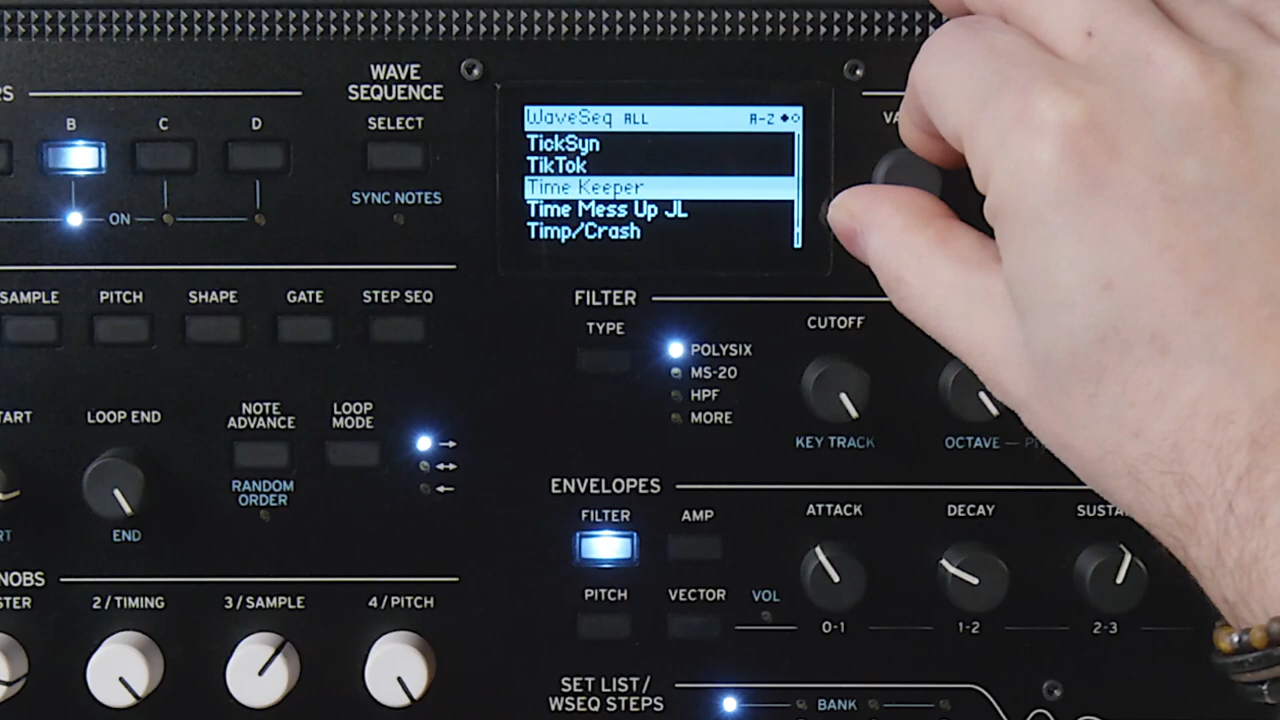 WAVE
SEQUENCE
B C D SELECT
SYNC NOTES
ON
WaveSeq ALL A-Z
TickSyn
TikTok
Time Keeper
Time Mess Up JL
Timp/Crash
SAMPLE PITCH SHAPE GATE STEP SEQ
FILTER
TYPE
POLYSIX
MS-20
HPF
MORE
CUTOFF
KEY TRACK
OCTAVE
LOOP END
END
NOTE
ADVANCE
RANDOM
ORDER
LOOP
MODE
ENVELOPES
FILTER AMP
PITCH VECTOR
VOL
ATTACK DECAY
0-1 1-2 2-3
2/TIMING 3/SAMPLE 4/PITCH
SET LIST/
WSEQ STEPS
BANK